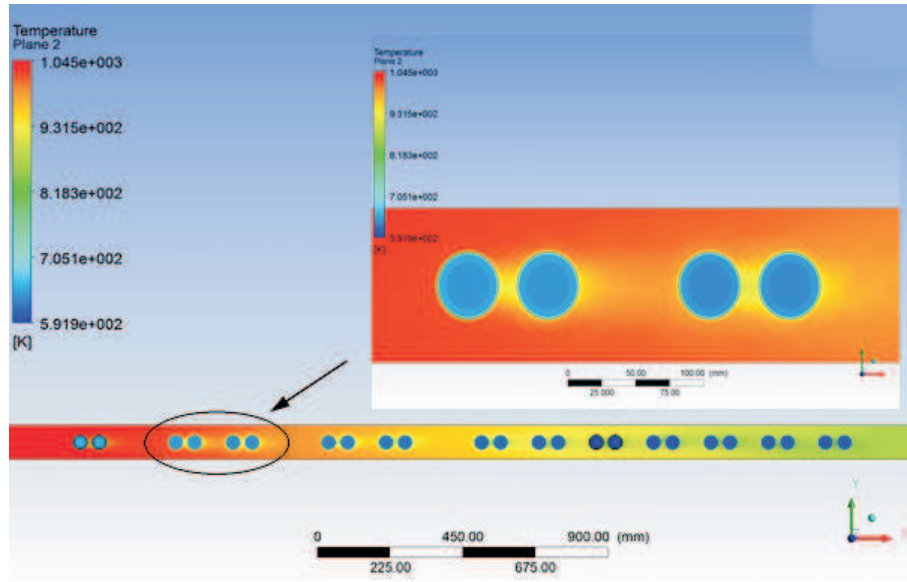 Temperature
Plane 2
1.045e+003
9.315e+002
8.183e+002
7.051e+002
5.919e+002
[K]
Temperature
Plane 2
1.045e+003
9.315e+002
8.183e+002
7.051e+002
5.919e+002
[K]
0 50.00 100.00 (mm)
25.000 75.00
0 450.00 900.00 (mm)
225.00 675.00
Y
X